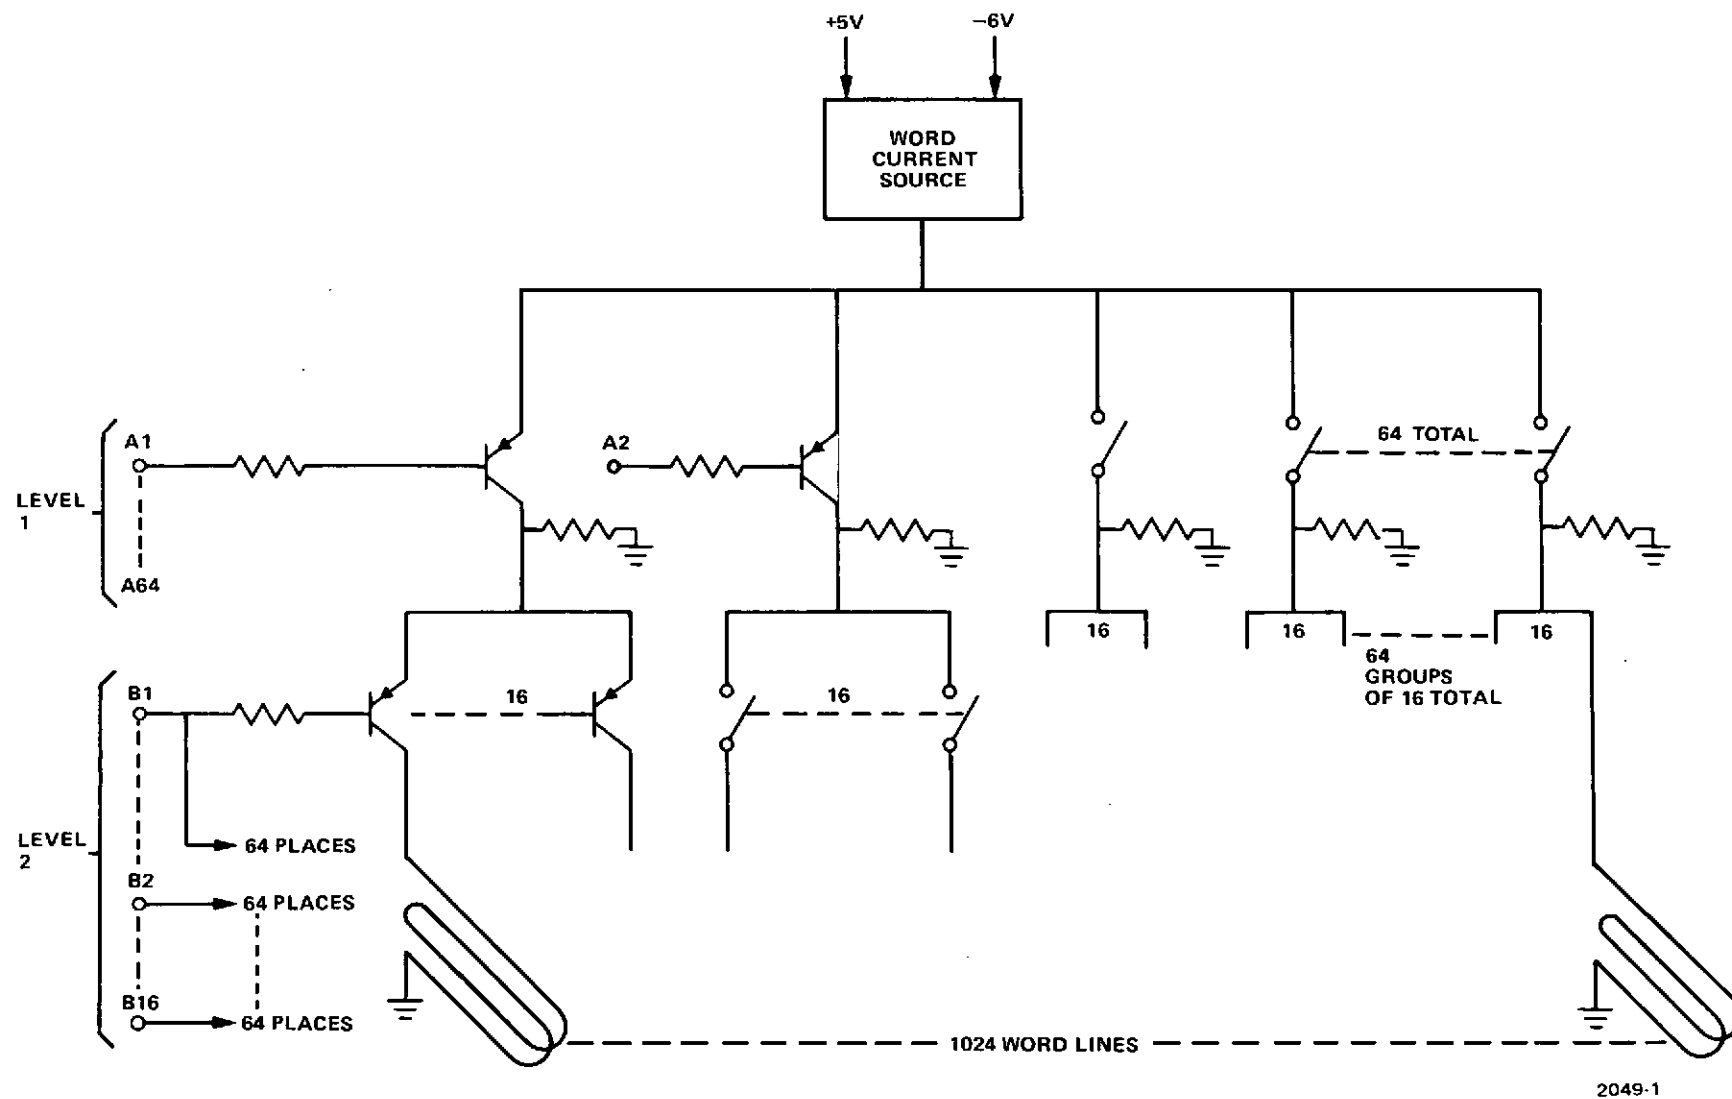 +5V
−6V
WORD
CURRENT
SOURCE
A1
A2
64 TOTAL
LEVEL
1
A64
16
16
16
64
GROUPS
OF 16 TOTAL
B1
16
16
LEVEL
2
64 PLACES
B2
64 PLACES
B16
64 PLACES
1024 WORD LINES
2049-1